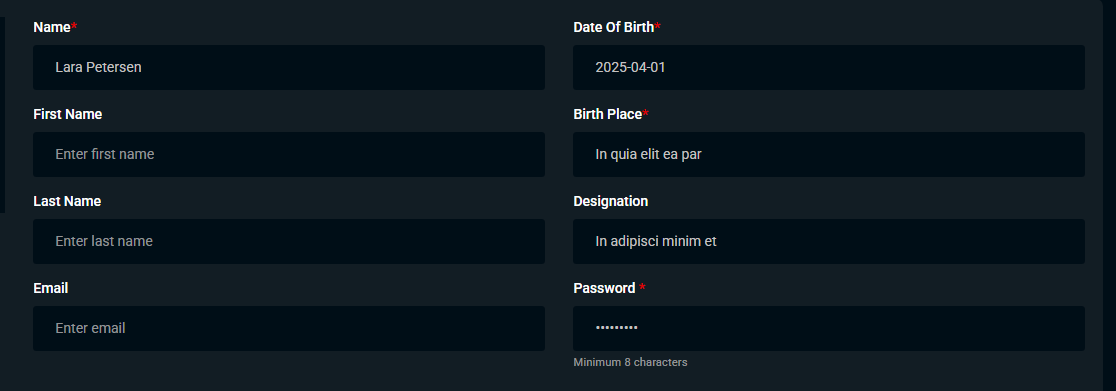 Name*
Lara Petersen
First Name
Enter first name
Last Name
Enter last name
Email
Enter email
Date Of Birth*
2025-04-01
Birth Place*
In quia elit ea par
Designation
In adipisci minim et
Password *
•••••••••
Minimum 8 characters